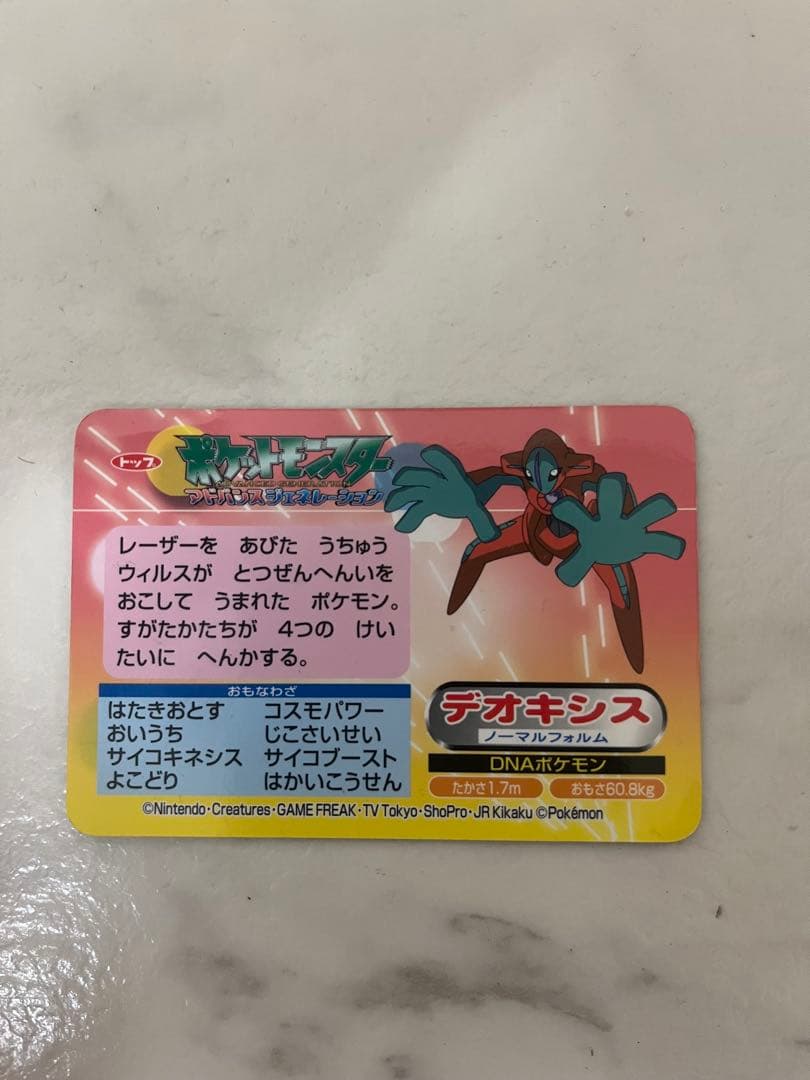 トップ
ポケットモンスター
ADVANCED GENERATION
アドバンスジェネレーション
レーザーを あびた うちゅう
ウィルスが とつぜんへんいを
おこして うまれた ポケモン。
すがたかたちが 4つの けい
たいに へんかする。
おもなわざ
はたきおとす コスモパワー
おいうち じこさいせい
サイコキネシス サイコブースト
よこどり はかいこうせん
デオキシス
ノーマルフォルム
DNAポケモン
たかさ1.7m おもさ60.8kg
©Nintendo・Creatures・GAME FREAK・TV Tokyo・ShoPro・JR Kikaku ©Pokémon